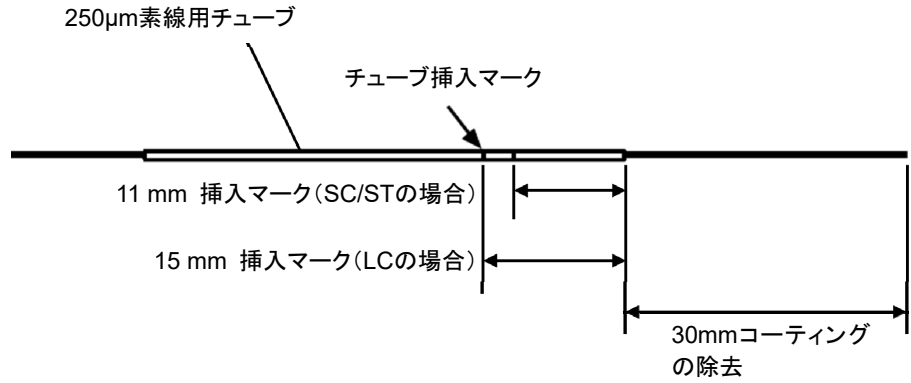 250μm素線用チューブ
チューブ挿入マーク
11 mm 挿入マーク（SC/STの場合）
15 mm 挿入マーク（LCの場合）
30mmコーティング
の除去